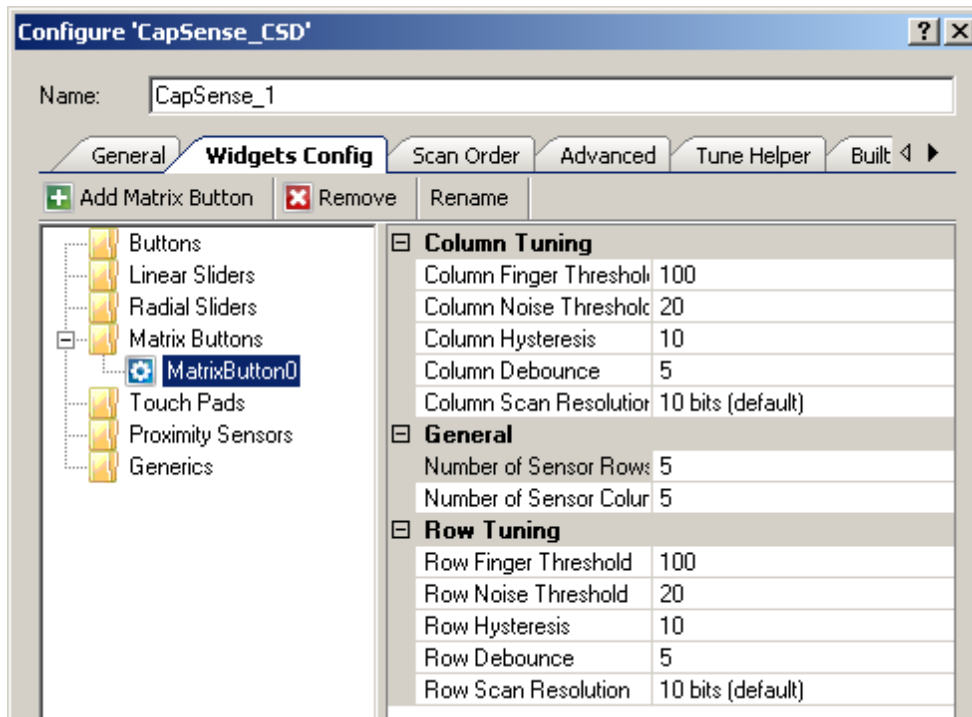 Configure 'CapSense_CSD'
Name: CapSense_1
General Widgets Config Scan Order Advanced Tune Helper Built
Add Matrix Button Remove Rename
Buttons
Linear Sliders
Radial Sliders
Matrix Buttons
MatrixButton0
Touch Pads
Proximity Sensors
Generics
Column Tuning
Column Finger Threshol 100
Column Noise Threshold 20
Column Hysteresis 10
Column Debounce 5
Column Scan Resolution 10 bits (default)
General
Number of Sensor Rows 5
Number of Sensor Colur 5
Row Tuning
Row Finger Threshold 100
Row Noise Threshold 20
Row Hysteresis 10
Row Debounce 5
Row Scan Resolution 10 bits (default)